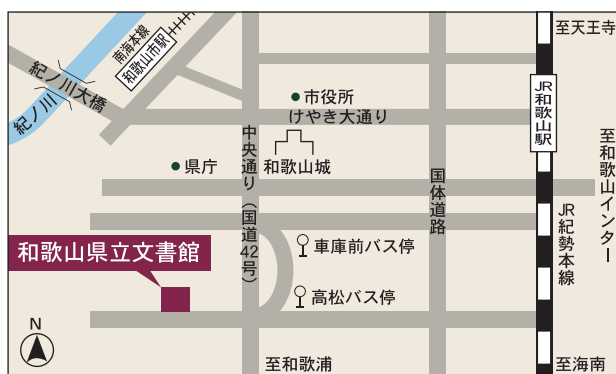 至天王寺
南海本線
和歌山市駅
紀ノ川大橋
紀ノ川
市役所
けやき大通り
JR和歌山駅
中央通り（国道42号）
県庁
和歌山城
国体道路
至和歌山インター
JR紀勢本線
和歌山県立文書館
車庫前バス停
高松バス停
N
至和歌浦
至海南